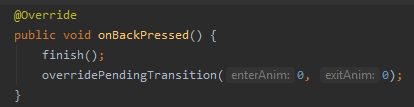 @Override
public void onBackPressed() {
finish();
overridePendingTransition( enterAnim: 0, exitAnim: 0);
}